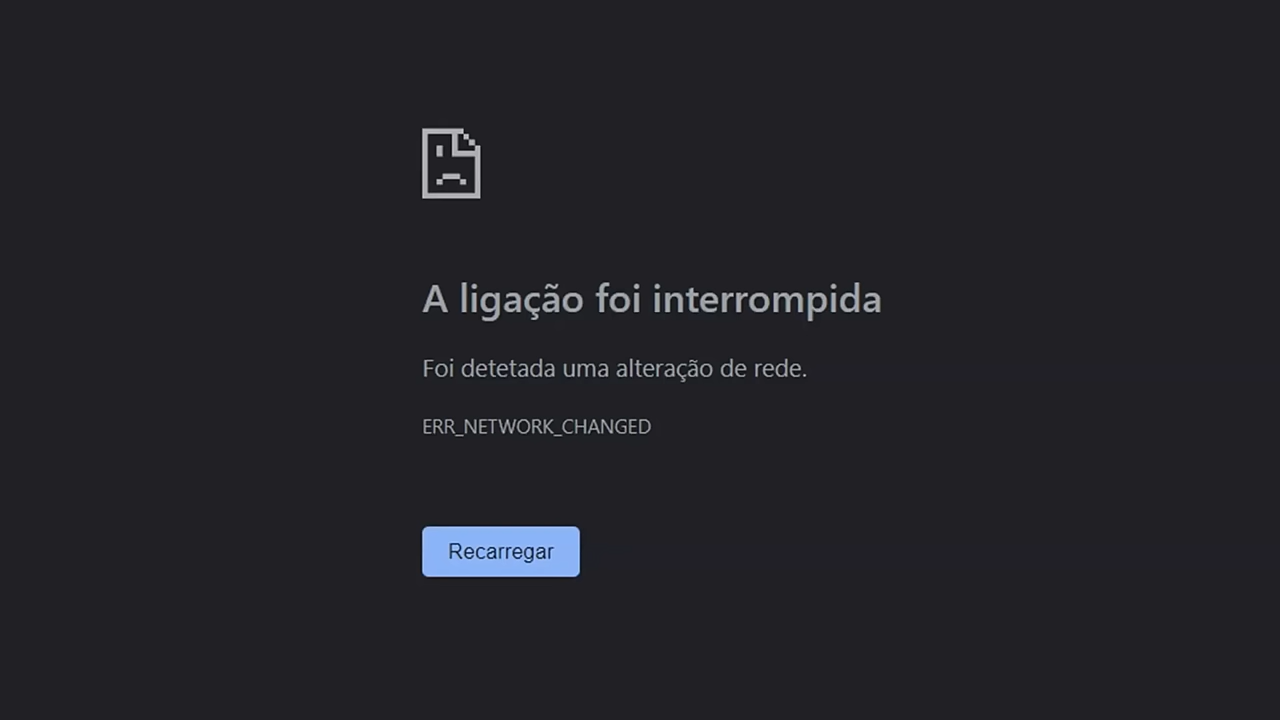 A ligação foi interrompida
Foi detetada uma alteração de rede.
ERR_NETWORK_CHANGED
Recarregar